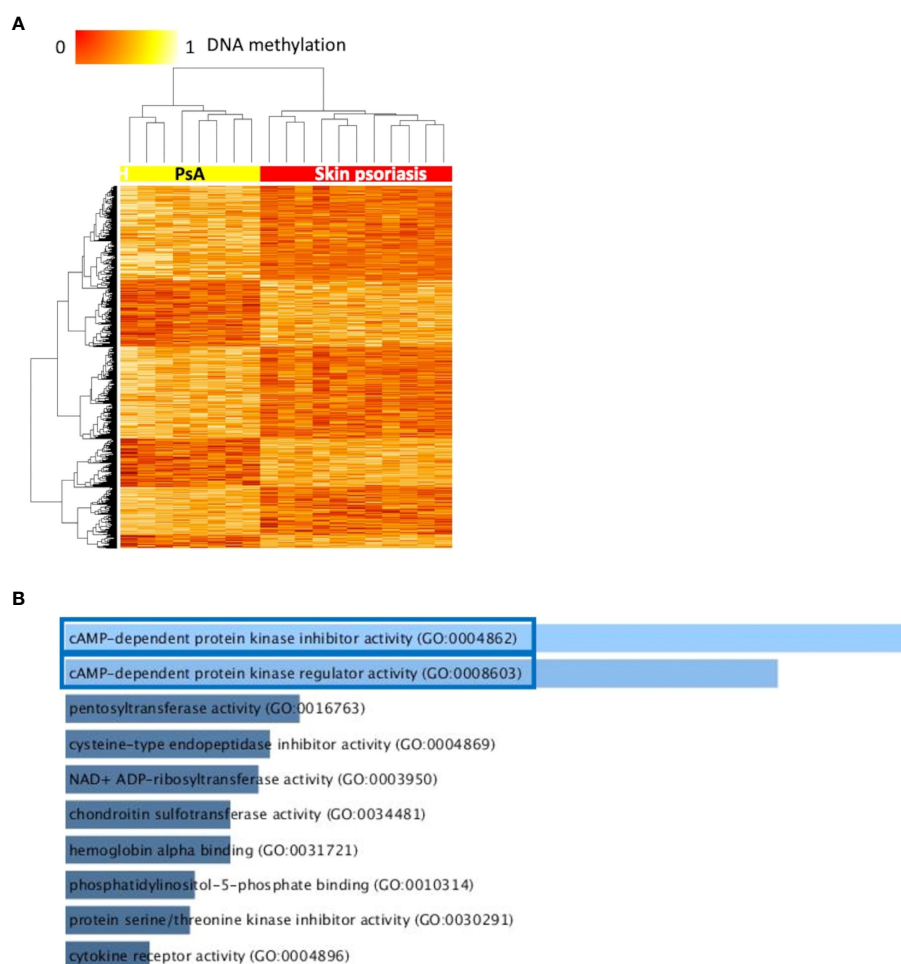 A
0 1 DNA methylation
PsA Skin psoriasis
B
cAMP-dependent protein kinase inhibitor activity (GO:0004862)
cAMP-dependent protein kinase regulator activity (GO:0008603)
pentosyltransferase activity (GO:0016763)
cysteine-type endopeptidase inhibitor activity (GO:0004869)
NAD+ ADP-ribosyltransferase activity (GO:0003950)
chondroitin sulfotransferase activity (GO:0034481)
hemoglobin alpha binding (GO:0031721)
phosphatidylinositol-5-phosphate binding (GO:0010314)
protein serine/threonine kinase inhibitor activity (GO:0030291)
cytokine receptor activity (GO:0004896)